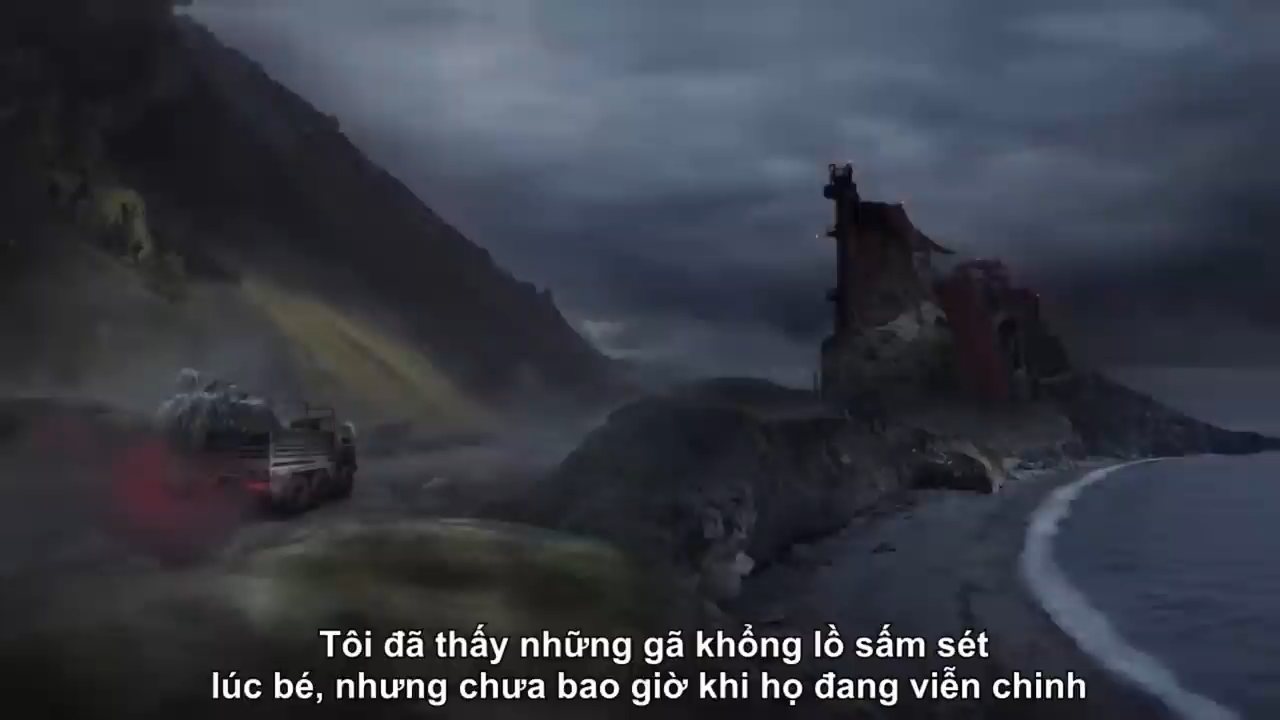 Tôi đã thấy những gã khổng lồ sấm sét
lúc bé, nhưng chưa bao giờ khi họ đang viễn chinh